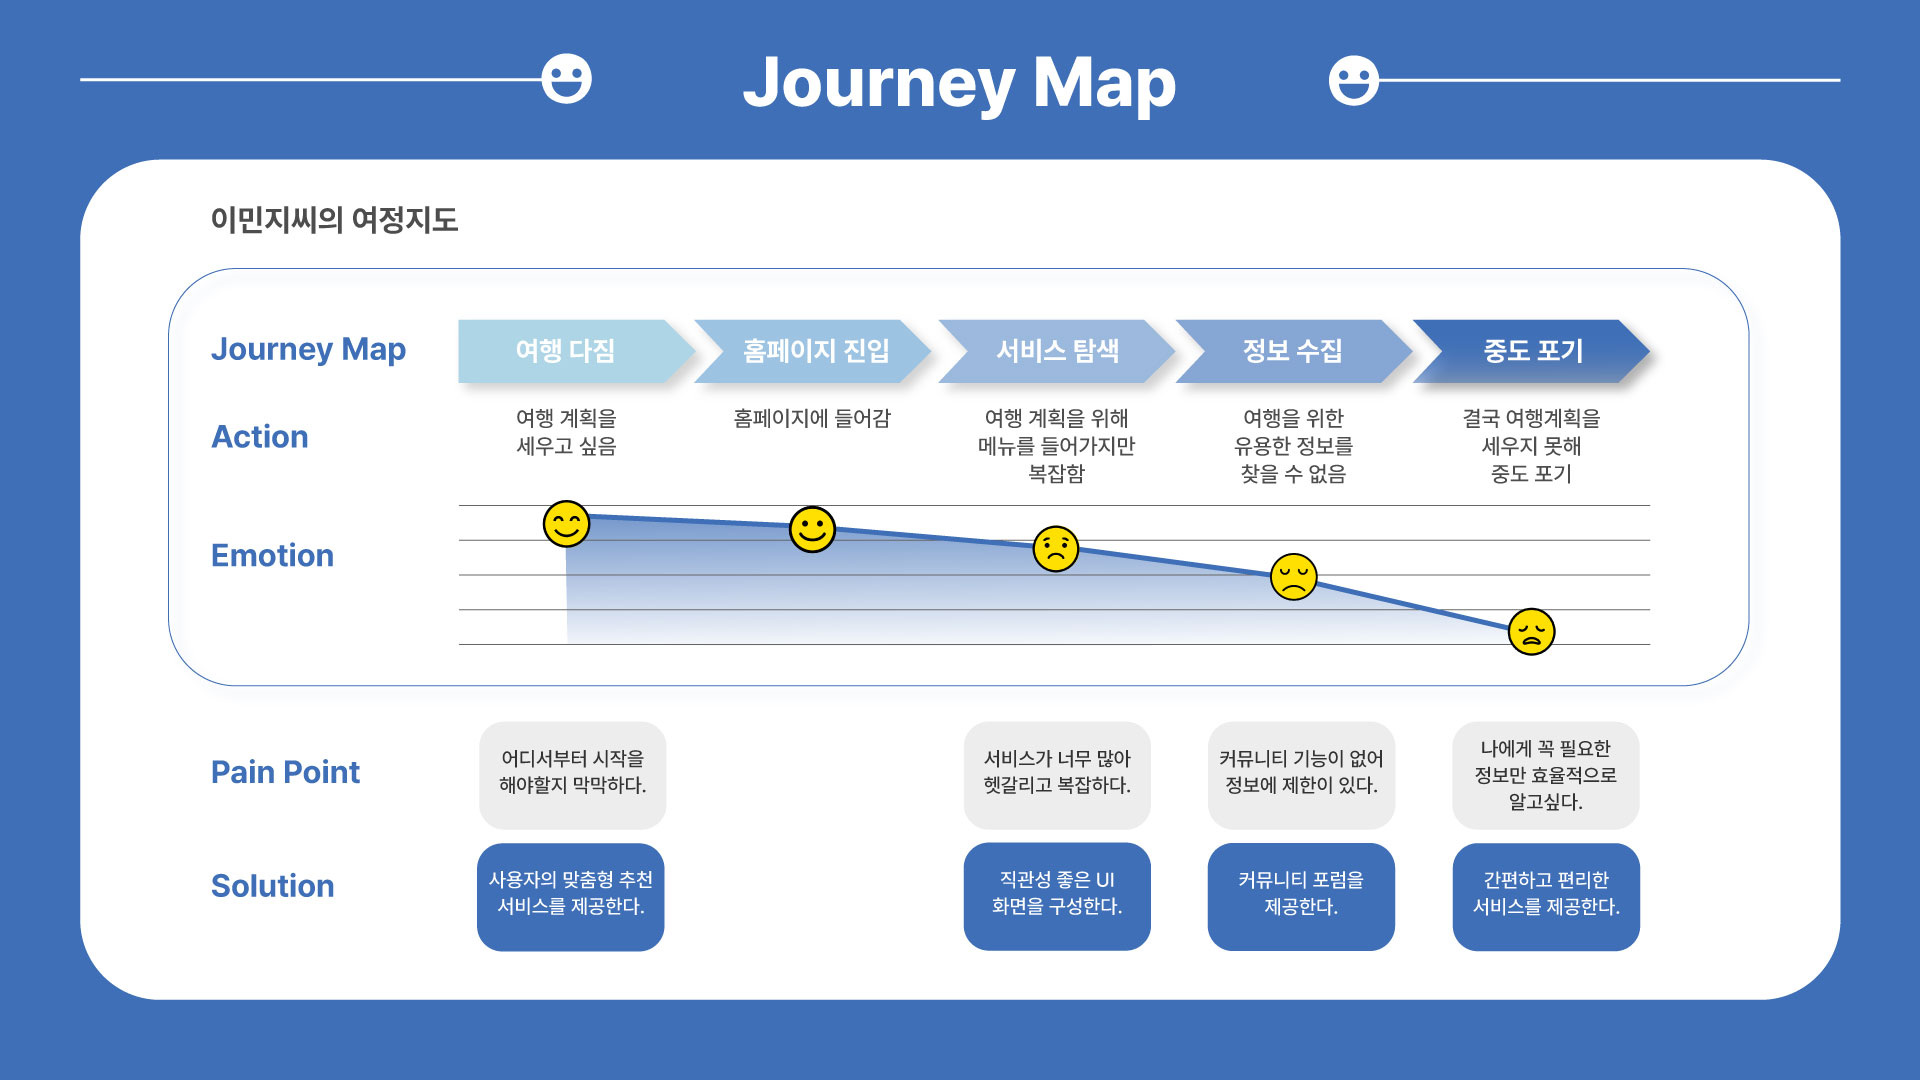 Journey Map
이민지씨의 여정지도
Journey Map
여행 다짐
홈페이지 진입
서비스 탐색
정보 수집
중도 포기
Action
여행 계획을
세우고 싶음
홈페이지에 들어감
여행 계획을 위해
메뉴를 들어가지만
복잡함
여행을 위한
유용한 정보를
찾을 수 없음
결국 여행계획을
세우지 못해
중도 포기
Emotion
Pain Point
어디서부터 시작을
해야할지 막막하다.
서비스가 너무 많아
헷갈리고 복잡하다.
커뮤니티 기능이 없어
정보에 제한이 있다.
나에게 꼭 필요한
정보만 효율적으로
알고싶다.
Solution
사용자의 맞춤형 추천
서비스를 제공한다.
직관성 좋은 UI
화면을 구성한다.
커뮤니티 포럼을
제공한다.
간편하고 편리한
서비스를 제공한다.